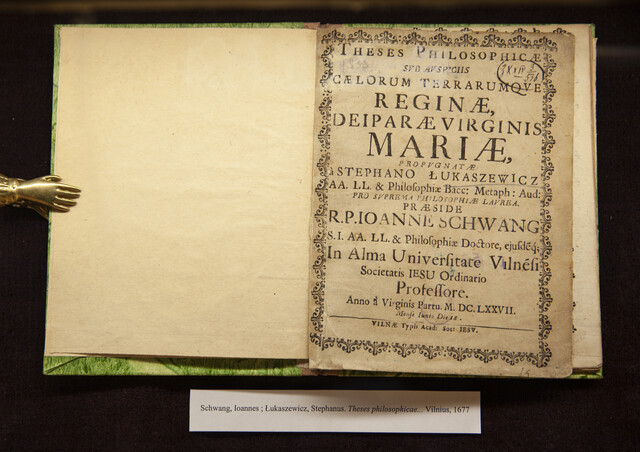 THESES PHILOSOPHICÆ
SUB AUSPICIIS
CÆLORUM TERRARUMQUE
REGINÆ,
DEIPARÆ VIRGINIS
MARIÆ,
PROPUGNATÆ
à STEPHANO ŁUKASZEWICZ
AA. LL. & Philosophiæ Bacc: Metaph: Aud:
PRO SUPREMA PHILOSOPHIÆ LAUREA.
PRÆSIDE
R.P. IOANNE SCHWANG
S.I. AA. LL. & Philosophiæ Doctore, ejusdéq;
In Alma Universitate Vilnēsi
Societatis IESU Ordinario
Professore.
Anno à Virginis Partu. M. DC. LXXVII.
Mense Iunij Die
VILNÆ Typis Acad: Soc: IESV.
Schwang, Ioannes ; Łukaszewicz, Stephanus. Theses philosophicae... Vilnius, 1677